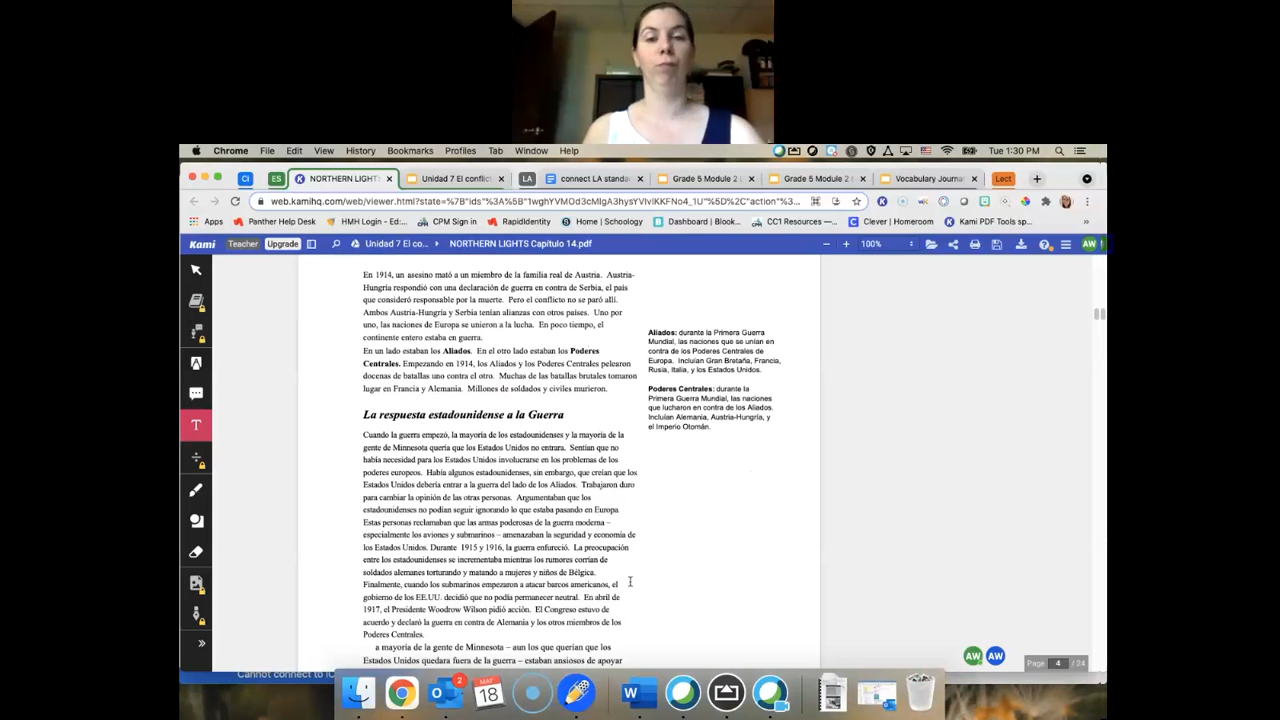 Chrome File Edit View History Bookmarks Profiles Tab Window Help
Tue 1:30 PM
CI
ES
NORTHERN LIGHT
Unidad 7 El conflic
LA
connect LA standa
Grade 5 Module 2 L
Grade 5 Module 2
Vocabulary Journa
Lect
Apps
Panther Help Desk
HMH Login - Ed:...
CPM Sign in
RapidIdentity
Home | Schoology
Dashboard | Blook...
CC1 Resources —...
Clever | Homeroom
Kami PDF Tools sp...
Kami
Teacher
Upgrade
Unidad 7 El co...
NORTHERN LIGHTS Capítulo 14.pdf
100%
AW
En 1914, un asesino mató a un miembro de la familia real de Austria. Austria-
Hungría respondió con una declaración de guerra en contra de Serbia, el país
que consideró responsable por la muerte. Pero el conflicto no se paró allí.
Ambos Austria-Hungría y Serbia tenían alianzas con otros países. Uno por
uno, las naciones de Europa se unieron a la lucha. En poco tiempo, el
continente entero estaba en guerra.
En un lado estaban los Aliados. En el otro lado estaban los Poderes
Centrales. Empezando en 1914, los Aliados y los Poderes Centrales pelearon
docenas de batallas uno contra el otro. Muchas de las batallas brutales tomaron
lugar en Francia y Alemania. Millones de soldados y civiles murieron.
Aliados: durante la Primera Guerra
Mundial, las naciones que se unían en
contra de los Poderes Centrales de
Europa. Incluían Gran Bretaña, Francia,
Rusia, Italia, y los Estados Unidos.
Poderes Centrales: durante la
Primera Guerra Mundial, las naciones
que lucharon en contra de los Aliados.
Incluían Alemania, Austria-Hungría, y
el Imperio Otomán.
La respuesta estadounidense a la Guerra
Cuando la guerra empezó, la mayoría de los estadounidenses y la mayoría de la
gente de Minnesota quería que los Estados Unidos no entrara. Sentían que no
había necesidad para los Estados Unidos involucrarse en los problemas de los
poderes europeos. Había algunos estadounidenses, sin embargo, que creían que los
Estados Unidos debería entrar a la guerra del lado de los Aliados. Trabajaron duro
para cambiar la opinión de las otras personas. Argumentaban que los
estadounidenses no podían seguir ignorando lo que estaba pasando en Europa
Estas personas reclamaban que las armas poderosas de la guerra moderna –
especialmente los aviones y submarinos – amenazaban la seguridad y economía de
los Estados Unidos. Durante 1915 y 1916, la guerra enfureció. La preocupación
entre los estadounidenses se incrementaba mientras los rumores corrían de
soldados alemanes torturando y matando a mujeres y niños de Bélgica.
Finalmente, cuando los submarinos empezaron a atacar barcos americanos, el
gobierno de los EE.UU. decidió que no podía permanecer neutral. En abril de
1917, el Presidente Woodrow Wilson pidió acción. El Congreso estuvo de
acuerdo y declaró la guerra en contra de Alemania y los otros miembros de los
Poderes Centrales.
a mayoría de la gente de Minnesota – aun los que querían que los
Estados Unidos quedara fuera de la guerra – estaban ansiosos de apoyar
AW AW
Page 4 / 24
2
MAY
18